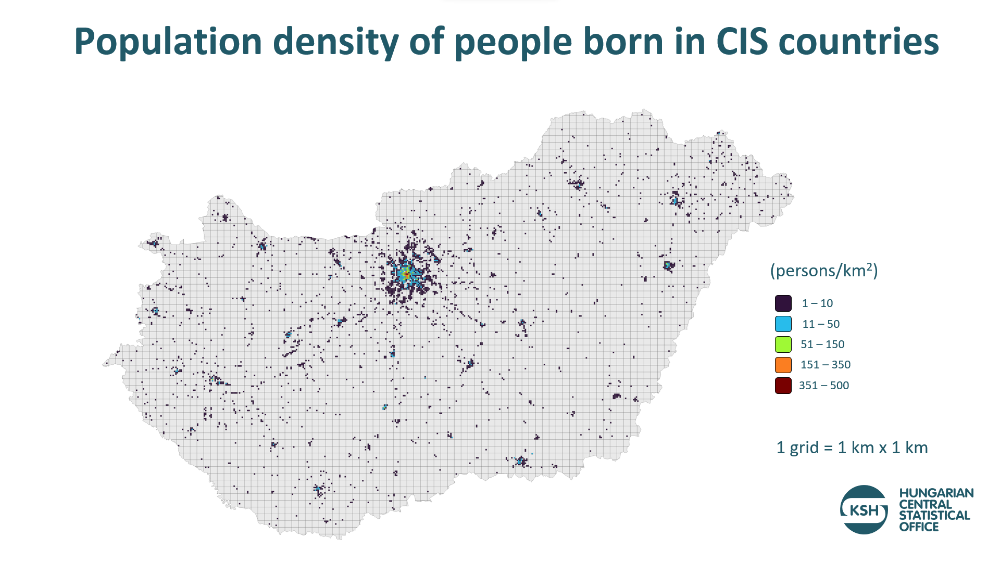 Population density of people born in CIS countries
(persons/km²)
1 – 10
11 – 50
51 – 150
151 – 350
351 – 500
1 grid = 1 km x 1 km
KSH
HUNGARIAN
CENTRAL
STATISTICAL
OFFICE